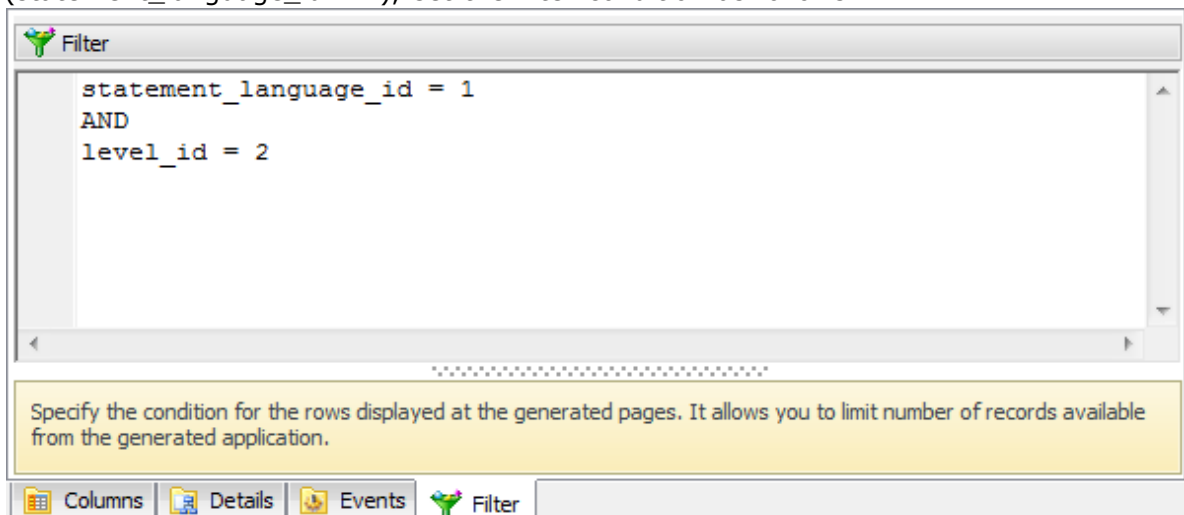 Filter
statement_language_id = 1
AND
level_id = 2
Specify the condition for the rows displayed at the generated pages. It allows you to limit number of records available
from the generated application.
Columns Details Events Filter